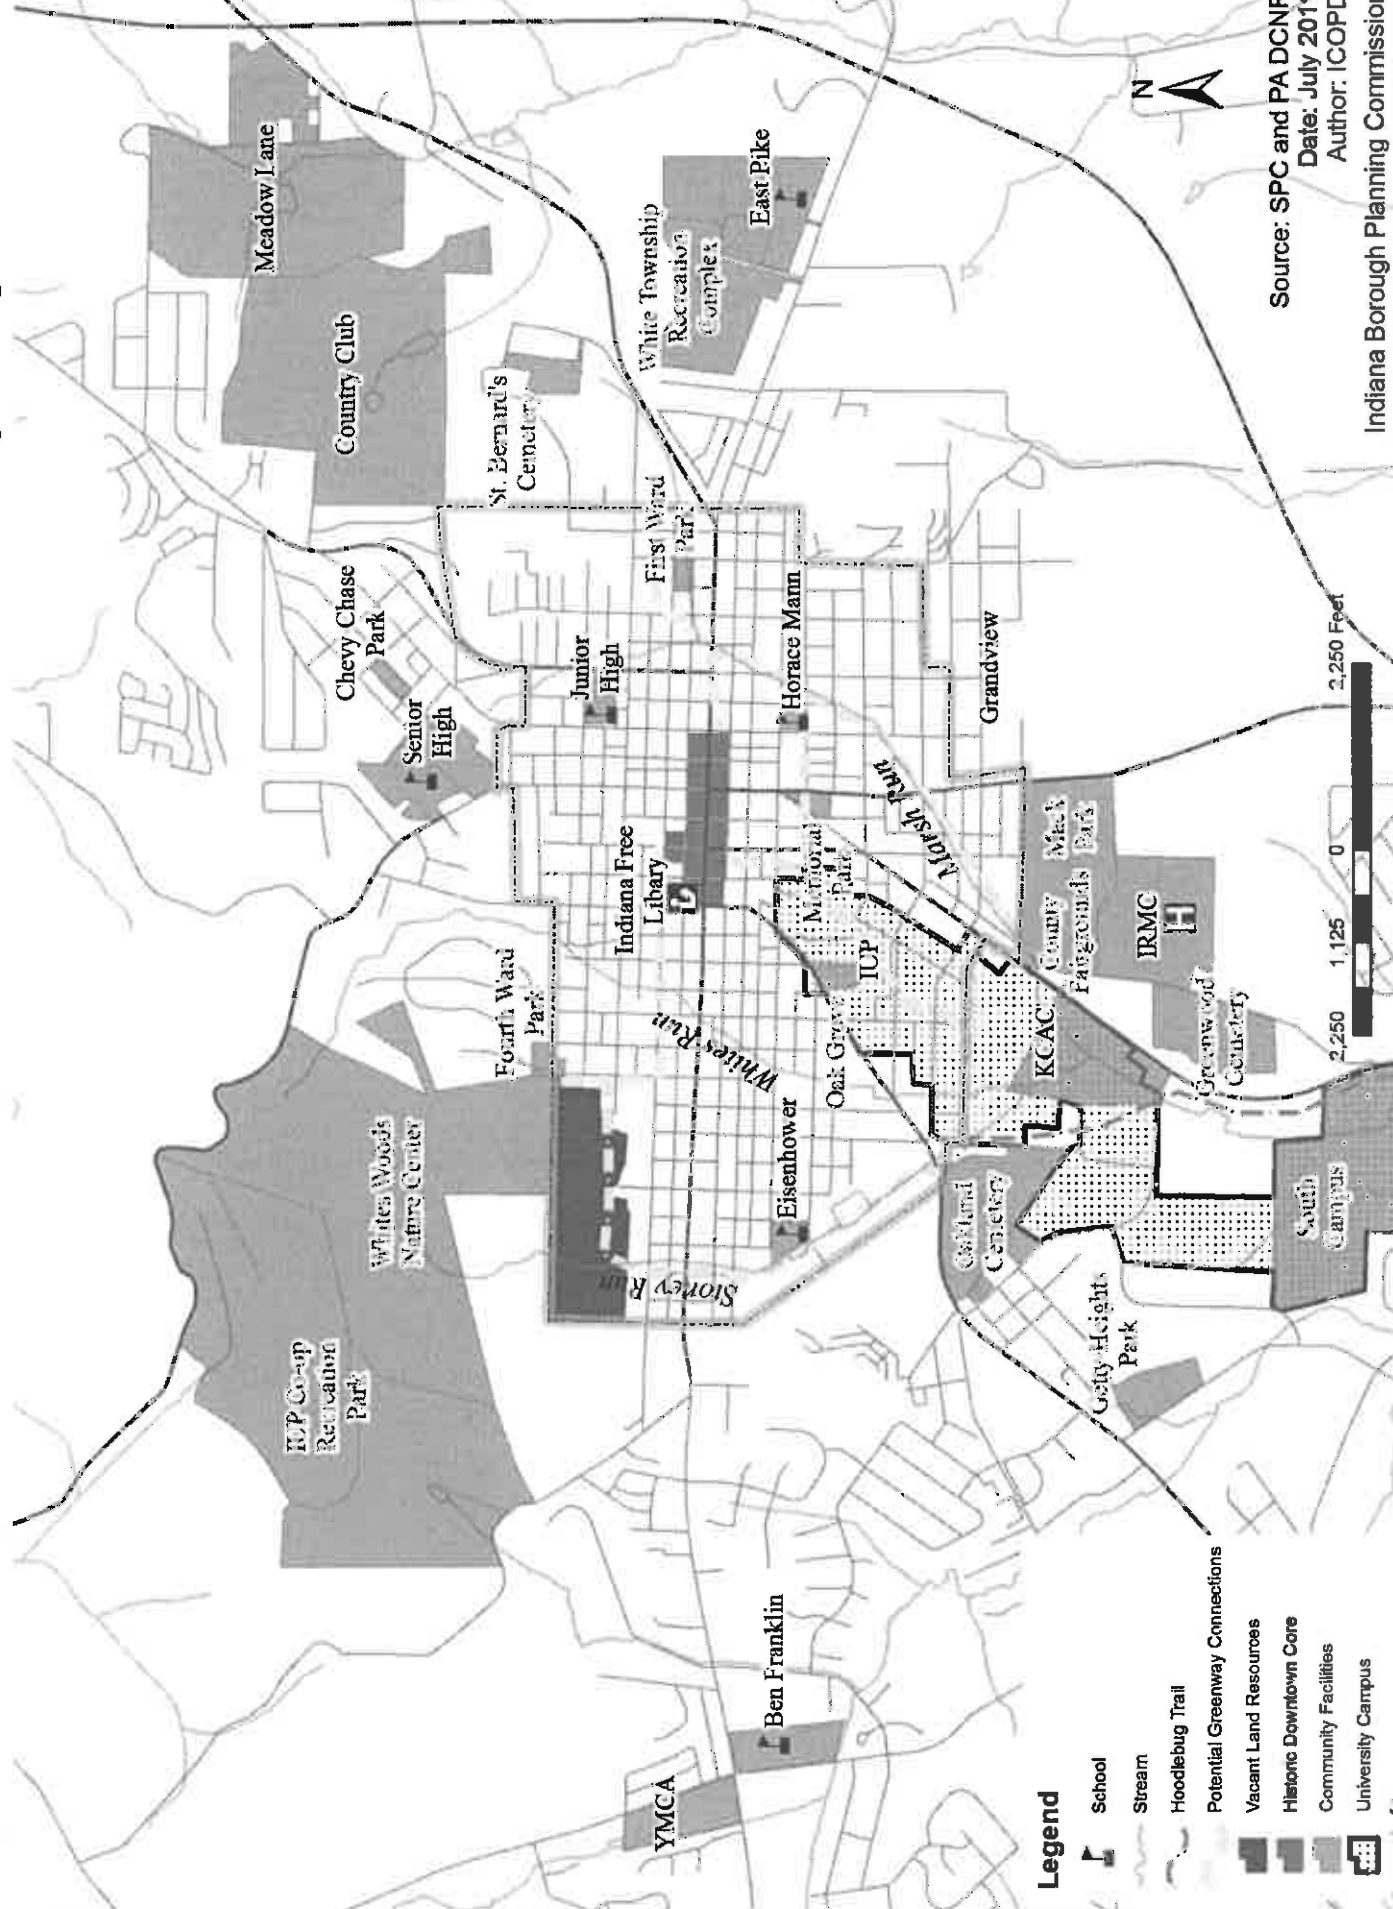 Meadow Lane
Country Club
East Pike
White Township
Recreation
Complex
St. Bernard's
Cemetery
First Ward
Park
Chevy Chase
Park
Senior
High
Junior
High
Horace Mann
Grandview
Indiana Free
Libary
Memorial
Park
Marsh Run
Mack
Park
County
Fairgrounds
IRMC
H
IUP
Oak Grove
KCAC
Greenwood
Cemetery
Fourth Ward
Park
Whites Run
Eisenhower
Stoney Run
Oakland
Cemetery
South
Campus
Getty Heights
Park
White's Woods
Nature Center
IUP Co-op
Recreation
Park
Ben Franklin
YMCA
N
Source: SPC and PA DCNR
Date: July 201
Author: ICOPD
Indiana Borough Planning Commission
2,250 1,125 0 2,250 Feet
Legend
School
Stream
Hoodlebug Trail
Potential Greenway Connections
Vacant Land Resources
Historic Downtown Core
Community Facilities
University Campus